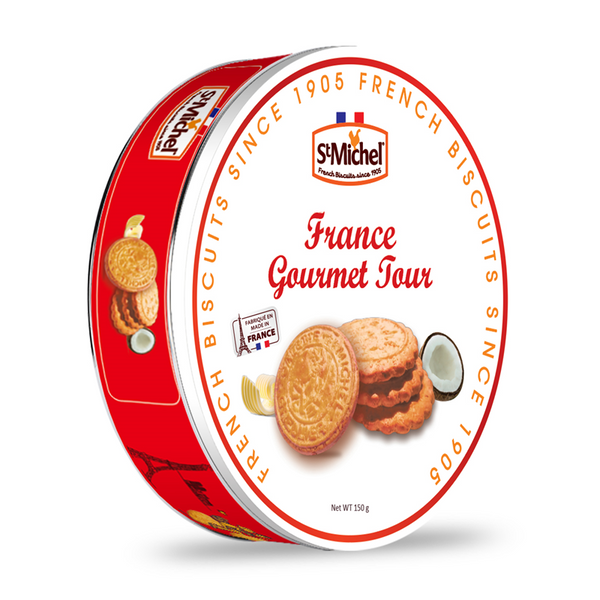 FRENCH BISCUITS SINCE 1905 FRENCH BISCUITS SINCE 1905
St Michel
French Biscuits since 1905
France
Gourmet Tour
FABRIQUÉ EN
MADE IN
FRANCE
Net WT 150 g
St Michel